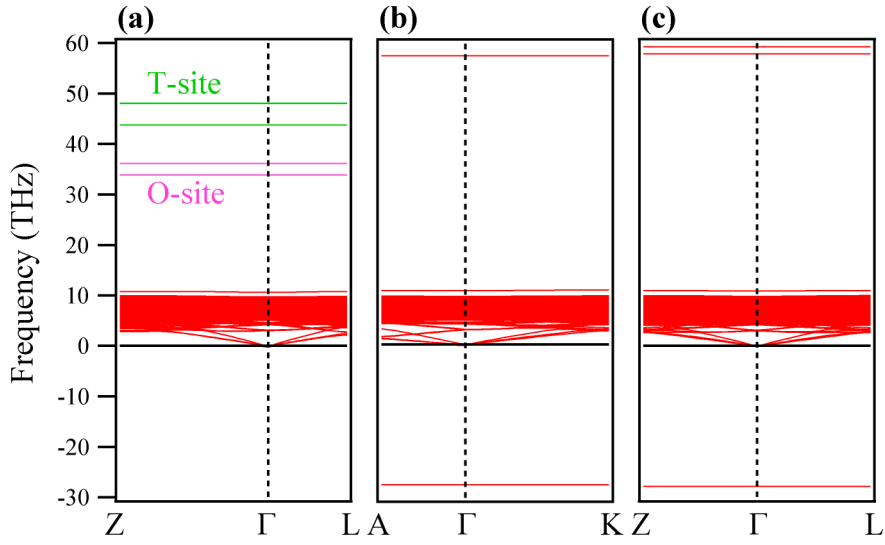 (a) (b) (c)
Frequency (THz)
60
50
40
30
20
10
0
-10
-20
-30
T-site
O-site
Z Γ L A Γ K Z Γ L